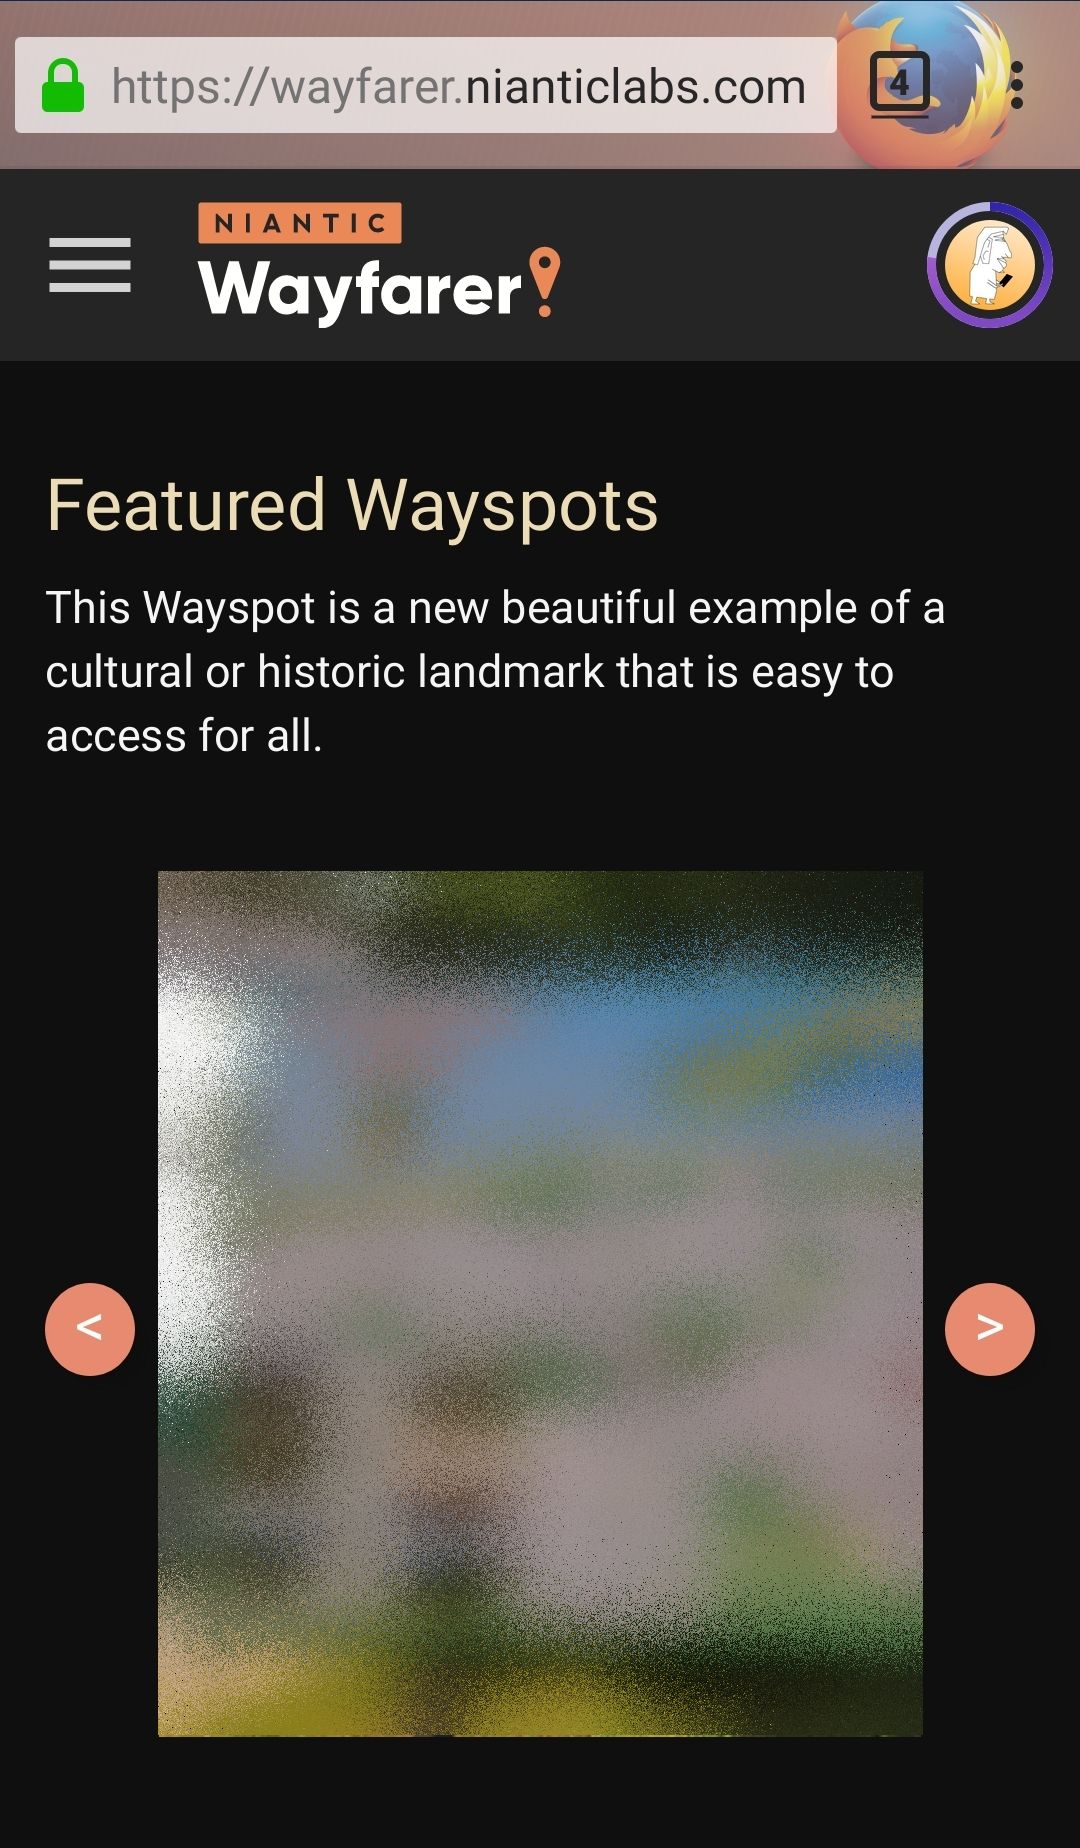 https://wayfarer.nianticlabs.com
4
NIANTIC
Wayfarer
Featured Wayspots
This Wayspot is a new beautiful example of a
cultural or historic landmark that is easy to
access for all.
< >